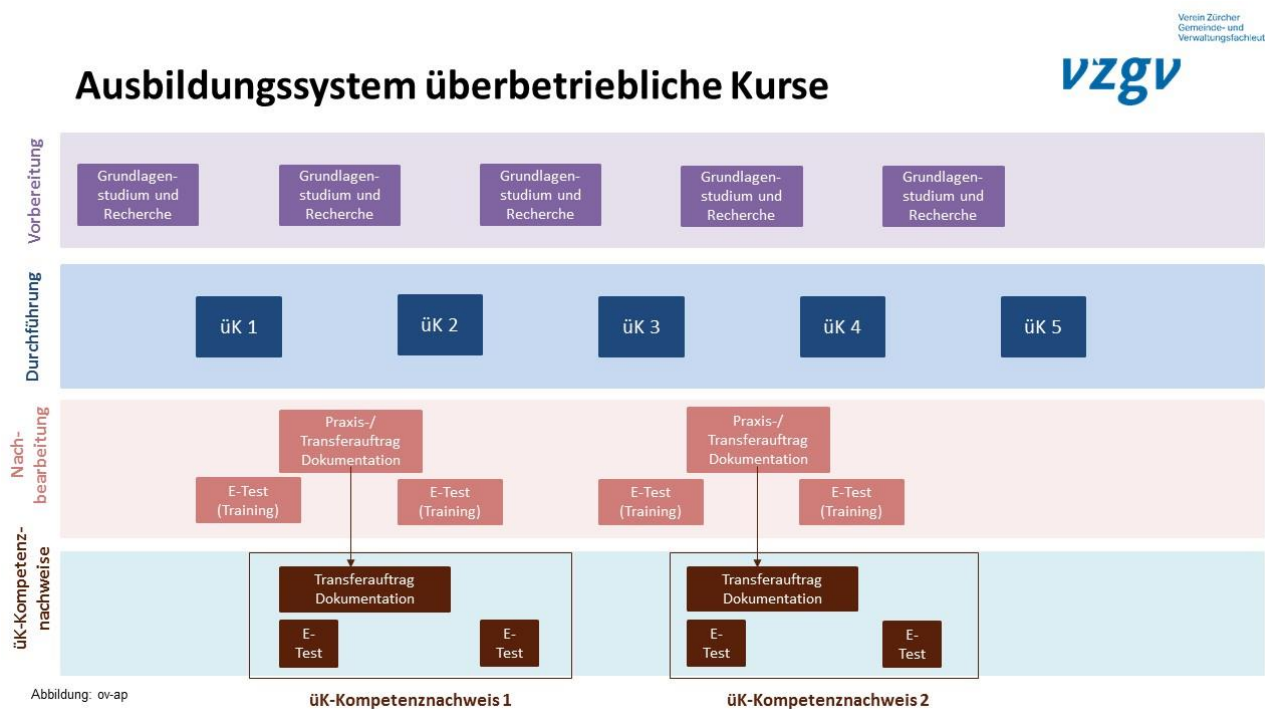 Verein Zürcher
Gemeinde- und
Verwaltungsfachleut
vzgv
Ausbildungssystem überbetriebliche Kurse
Vorbereitung
Grundlagen-
studium und
Recherche
Grundlagen-
studium und
Recherche
Grundlagen-
studium und
Recherche
Grundlagen-
studium und
Recherche
Grundlagen-
studium und
Recherche
Durchführung
üK 1
üK 2
üK 3
üK 4
üK 5
Nach-
bearbeitung
Praxis-/
Transferauftrag
Dokumentation
Praxis-/
Transferauftrag
Dokumentation
E-Test
(Training)
E-Test
(Training)
E-Test
(Training)
E-Test
(Training)
üK-Kompetenz-
nachweise
Transferauftrag
Dokumentation
Transferauftrag
Dokumentation
E-
Test
E-
Test
E-
Test
E-
Test
Abbildung: ov-ap
üK-Kompetenznachweis 1
üK-Kompetenznachweis 2